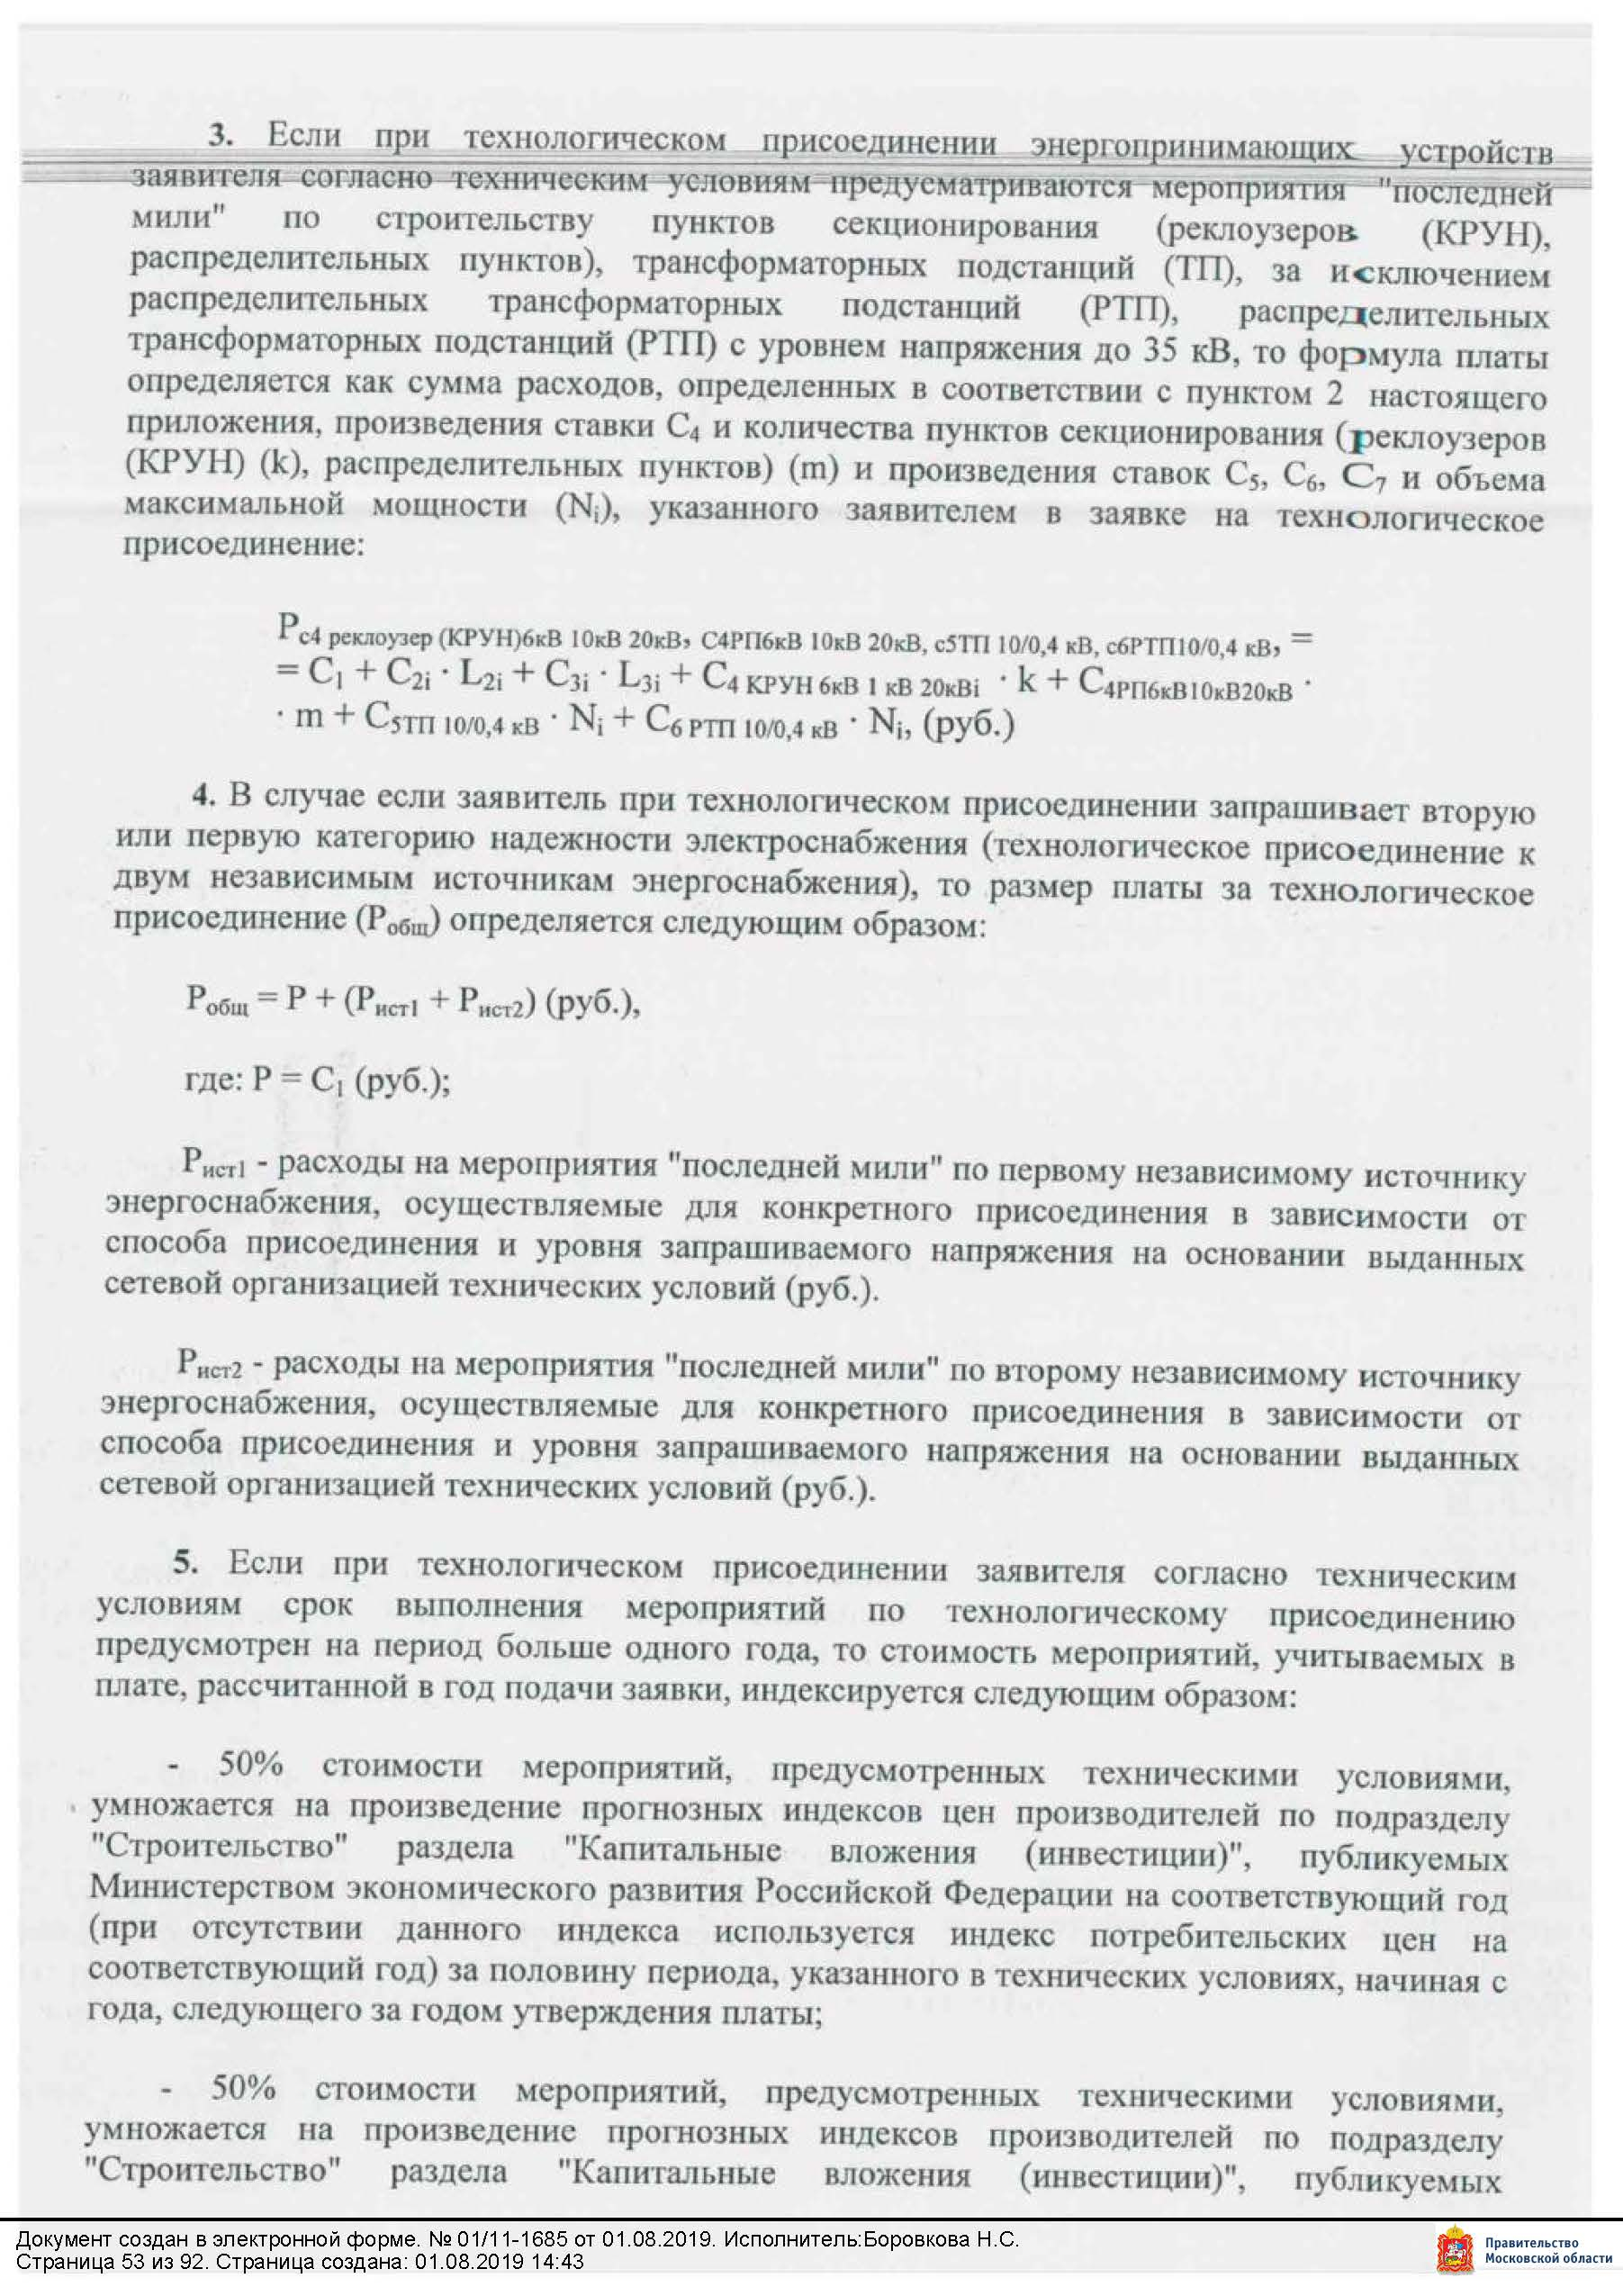 3. Если при технологическом присоединении энергопринимающих устройств
заявителя согласно техническим условиям предусматриваются мероприятия "последней
мили" по строительству пунктов секционирования (реклоузеров (КРУН),
распределительных пунктов), трансформаторных подстанций (ТП), за исключением
распределительных трансформаторных подстанций (РТП), распределительных
трансформаторных подстанций (РТП) с уровнем напряжения до 35 кВ, то формула платы
определяется как сумма расходов, определенных в соответствии с пунктом 2 настоящего
приложения, произведения ставки С₄ и количества пунктов секционирования (реклоузеров
(КРУН) (k), распределительных пунктов) (m) и произведения ставок С₅, С₆, С₇ и объема
максимальной мощности (Nᵢ), указанного заявителем в заявке на технологическое
присоединение:
Рс4 реклоузер (КРУН)6кВ 10кВ 20кВ, С4РП6кВ 10кВ 20кВ, с5ТП 10/0,4 кВ, с6РТП10/0,4 кВ, =
= С₁ + С₂ᵢ · L₂ᵢ + С₃ᵢ · L₃ᵢ + С₄ КРУН 6кВ 1 кВ 20кВi · k + С₄РП6кВ10кВ20кВ ·
· m + С₅ТП 10/0,4 кВ · Nᵢ + С₆ РТП 10/0,4 кВ · Nᵢ, (руб.)
4. В случае если заявитель при технологическом присоединении запрашивает вторую
или первую категорию надежности электроснабжения (технологическое присоединение к
двум независимым источникам энергоснабжения), то размер платы за технологическое
присоединение (Робщ) определяется следующим образом:
Робщ = Р + (Рист1 + Рист2) (руб.),
где: Р = С₁ (руб.);
Рист1 - расходы на мероприятия "последней мили" по первому независимому источнику
энергоснабжения, осуществляемые для конкретного присоединения в зависимости от
способа присоединения и уровня запрашиваемого напряжения на основании выданных
сетевой организацией технических условий (руб.).
Рист2 - расходы на мероприятия "последней мили" по второму независимому источнику
энергоснабжения, осуществляемые для конкретного присоединения в зависимости от
способа присоединения и уровня запрашиваемого напряжения на основании выданных
сетевой организацией технических условий (руб.).
5. Если при технологическом присоединении заявителя согласно техническим
условиям срок выполнения мероприятий по технологическому присоединению
предусмотрен на период больше одного года, то стоимость мероприятий, учитываемых в
плате, рассчитанной в год подачи заявки, индексируется следующим образом:
- 50% стоимости мероприятий, предусмотренных техническими условиями,
умножается на произведение прогнозных индексов цен производителей по подразделу
"Строительство" раздела "Капитальные вложения (инвестиции)", публикуемых
Министерством экономического развития Российской Федерации на соответствующий год
(при отсутствии данного индекса используется индекс потребительских цен на
соответствующий год) за половину периода, указанного в технических условиях, начиная с
года, следующего за годом утверждения платы;
- 50% стоимости мероприятий, предусмотренных техническими условиями,
умножается на произведение прогнозных индексов производителей по подразделу
"Строительство" раздела "Капитальные вложения (инвестиции)", публикуемых
Документ создан в электронной форме. № 01/11-1685 от 01.08.2019. Исполнитель:Боровкова Н.С.
Страница 53 из 92. Страница создана: 01.08.2019 14:43
Правительство
Московской области